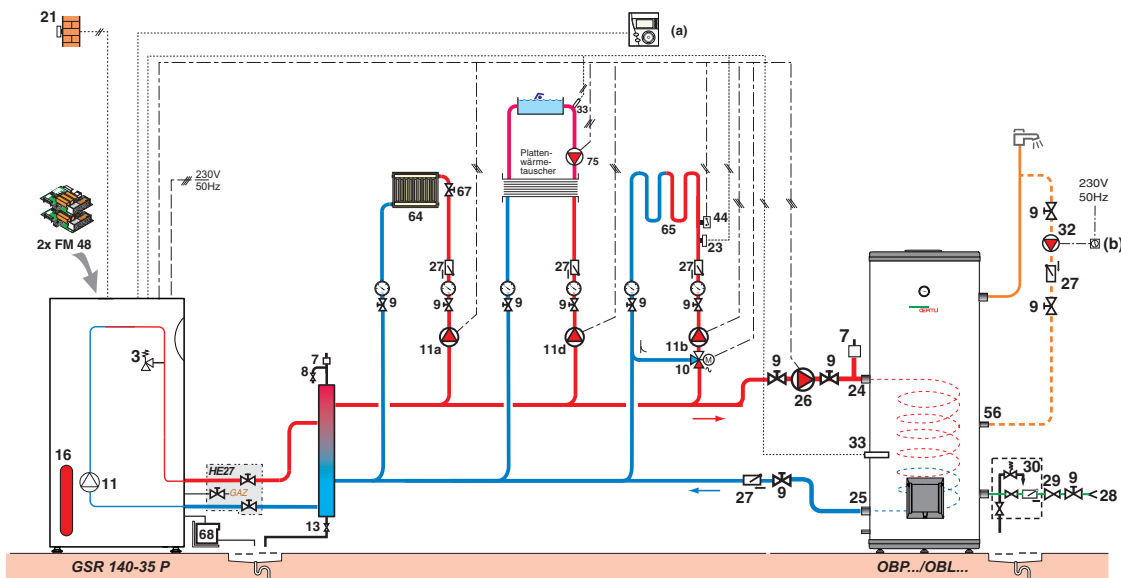 21
(a)
230V
50Hz
2x FM 48
33
Platten-
wärme-
tauscher
75
64
67
65
44
23
27
27
27
9
9
9
9
9
9
11a
11d
11b
10
M
3
7
8
16
11
HE27
GAZ
68
13
GSR 140-35 P
9
26
9
7
24
33
25
27
9
OERTLI
56
30
29
9
28
9
32
230V
50Hz
(b)
27
9
OBP.../OBL...